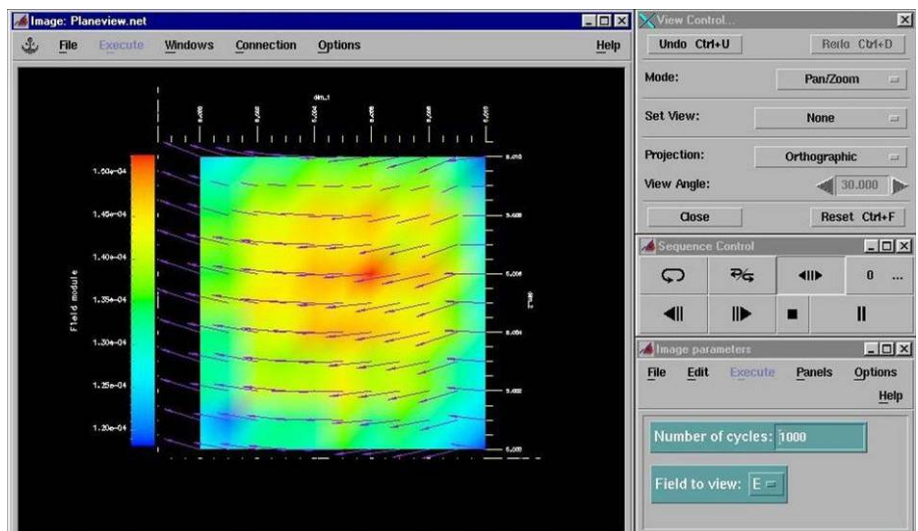 Image: Planeview.net
File Execute Windows Connection Options Help
dim_1
Field module
1.50e-04
1.45e-04
1.40e-04
1.35e-04
1.30e-04
1.25e-04
1.20e-04
View Control...
Undo Ctrl+U Redo Ctrl+D
Mode: Pan/Zoom
Set View: None
Projection: Orthographic
View Angle: 30.000
Close Reset Ctrl+F
Sequence Control
0 ...
Image parameters
File Edit Execute Panels Options
Help
Number of cycles: 1000
Field to view: E